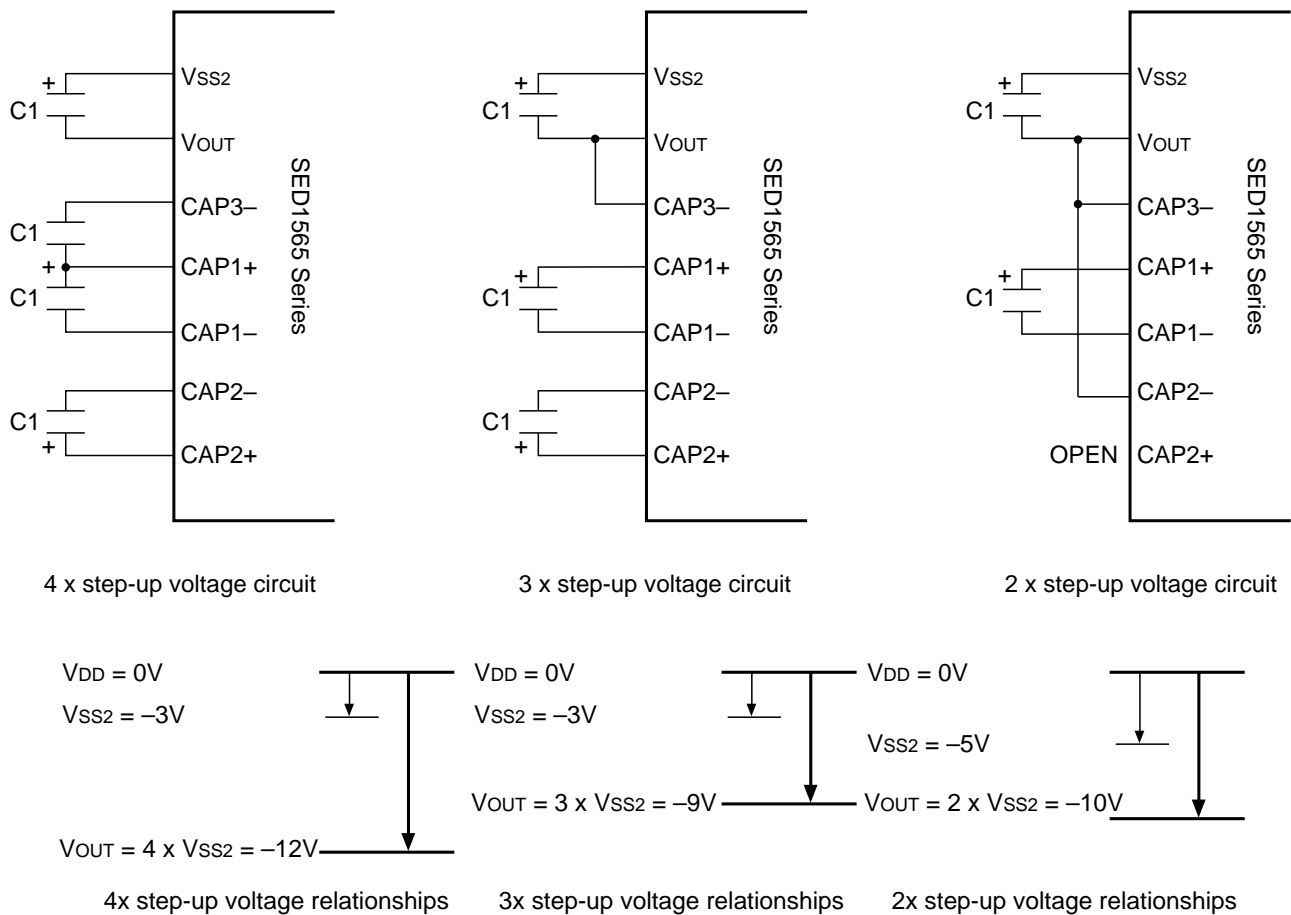 +
C1
VSS2
VOUT
C1
+
C1
CAP3–
CAP1+
CAP1–
C1
+
CAP2–
CAP2+
SED1565 Series
+
C1
VSS2
VOUT
CAP3–
+
C1
CAP1+
CAP1–
C1
+
CAP2–
CAP2+
SED1565 Series
+
C1
VSS2
VOUT
CAP3–
+
C1
CAP1+
CAP1–
CAP2–
OPEN
CAP2+
SED1565 Series
4 x step-up voltage circuit
3 x step-up voltage circuit
2 x step-up voltage circuit
VDD = 0V
VSS2 = –3V
VOUT = 4 x VSS2 = –12V
VDD = 0V
VSS2 = –3V
VOUT = 3 x VSS2 = –9V
VDD = 0V
VSS2 = –5V
VOUT = 2 x VSS2 = –10V
4x step-up voltage relationships
3x step-up voltage relationships
2x step-up voltage relationships